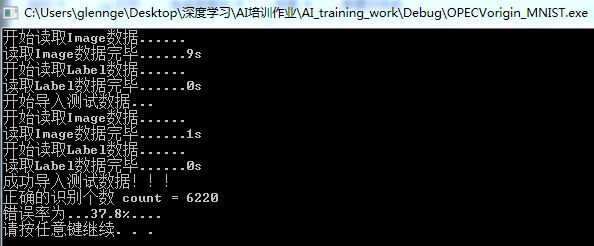 C:\Users\glennge\Desktop\深度学习\AI培训作业\AI_training_work\Debug\OPECVorigin_MNIST.exe
开始读取Image数据......
读取Image数据完毕......9s
开始读取Label数据......
读取Label数据完毕......0s
开始导入测试数据...
开始读取Image数据......
读取Image数据完毕......1s
开始读取Label数据......
读取Label数据完毕......0s
成功导入测试数据！！！
正确的识别个数 count = 6220
错误率为...37.8%....
请按任意键继续. . .